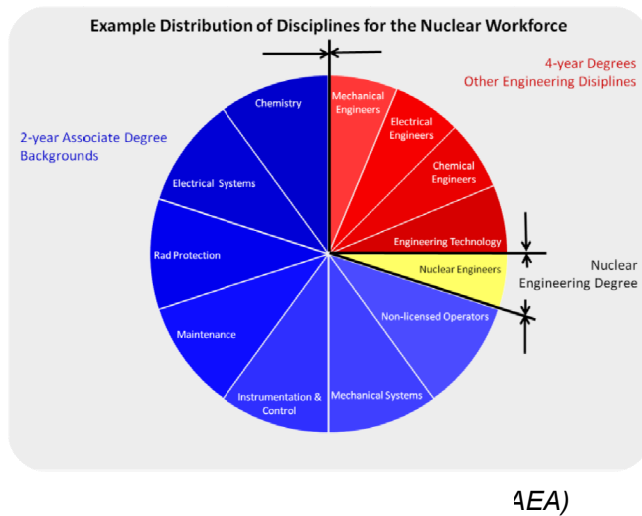 Example Distribution of Disciplines for the Nuclear Workforce
4-year Degrees
Other Engineering Disiplines
2-year Associate Degree
Backgrounds
Chemistry
Mechanical
Engineers
Electrical
Engineers
Chemical
Engineers
Electrical Systems
Engineering Technology
Rad Protection
Nuclear Engineers
Nuclear
Engineering Degree
Non-licensed Operators
Maintenance
Instrumentation &
Control
Mechanical Systems
AEA)